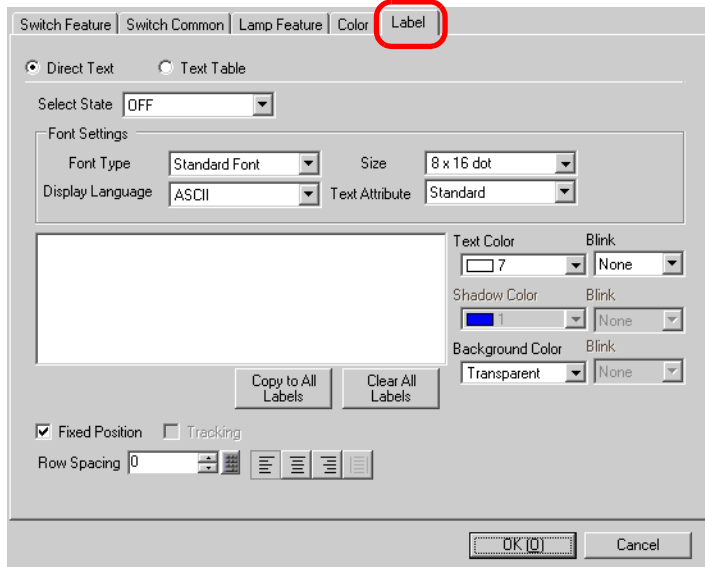 Switch Feature Switch Common Lamp Feature Color Label
Direct Text Text Table
Select State OFF
Font Settings
Font Type Standard Font Size 8 x 16 dot
Display Language ASCII Text Attribute Standard
Text Color Blink
7 None
Shadow Color Blink
1 None
Background Color Blink
Transparent None
Copy to All Labels Clear All Labels
Fixed Position Tracking
Row Spacing 0
OK (O) Cancel